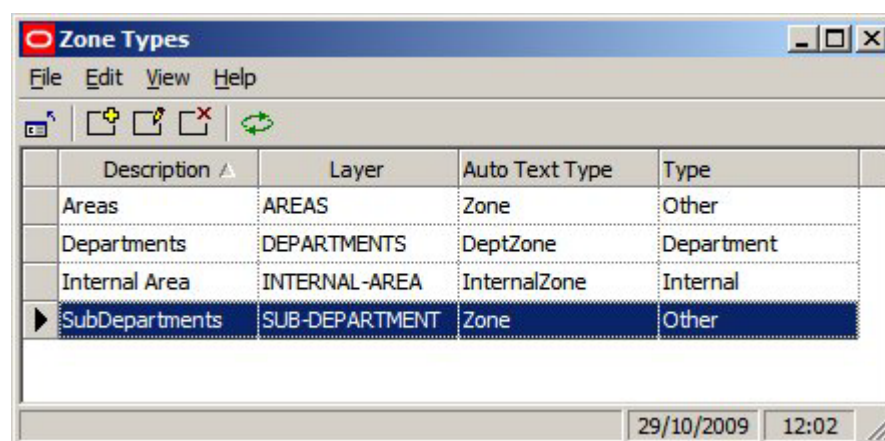 Zone Types
File Edit View Help
Description Layer Auto Text Type Type
Areas AREAS Zone Other
Departments DEPARTMENTS DeptZone Department
Internal Area INTERNAL-AREA InternalZone Internal
SubDepartments SUB-DEPARTMENT Zone Other
29/10/2009 12:02